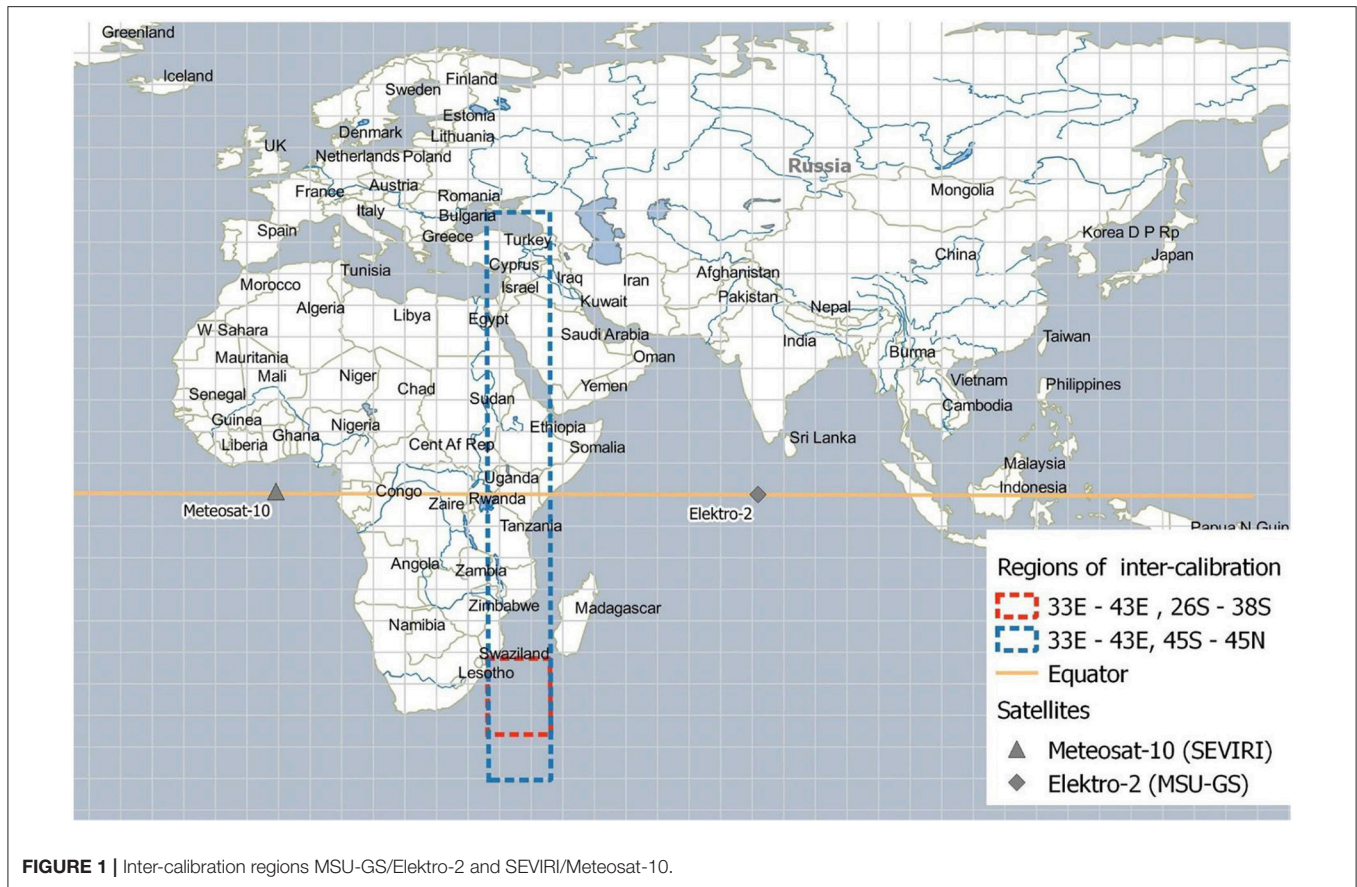 Greenland
Iceland
Finland
Sweden
Estonia
Denmark
Lithuania
UK
Netherlands Poland
Russia
France
Austria
Mongolia
Romania
Italy
Bulgaria
Spain
Greece
Turkey
Korea D P Rp
China
Japan
Tunisia
Cyprus
Afghanistan
Morocco
Israel
Iraq
Iran
Kuwait
Pakistan
Nepal
Algeria
Libya
Egypt
W Sahara
Saudi Arabia
India
Taiwan
Mauritania
Oman
Burma
Mali
Niger
Chad
Yemen
Vietnam
Philippines
Senegal
Sudan
Cambodia
Guinea
Nigeria
Ethiopia
Liberia
Ghana
Cent Af Rep
Somalia
Sri Lanka
Malaysia
Uganda
Indonesia
Congo
Rwanda
Zaire
Meteosat-10
Elektro-2
Tanzania
Papua N Guin
Angola
Zambia
Zimbabwe
Madagascar
Namibia
Swaziland
Lesotho
Regions of inter-calibration
33E - 43E , 26S - 38S
33E - 43E, 45S - 45N
Equator
Satellites
Meteosat-10 (SEVIRI)
Elektro-2 (MSU-GS)
FIGURE 1 | Inter-calibration regions MSU-GS/Elektro-2 and SEVIRI/Meteosat-10.